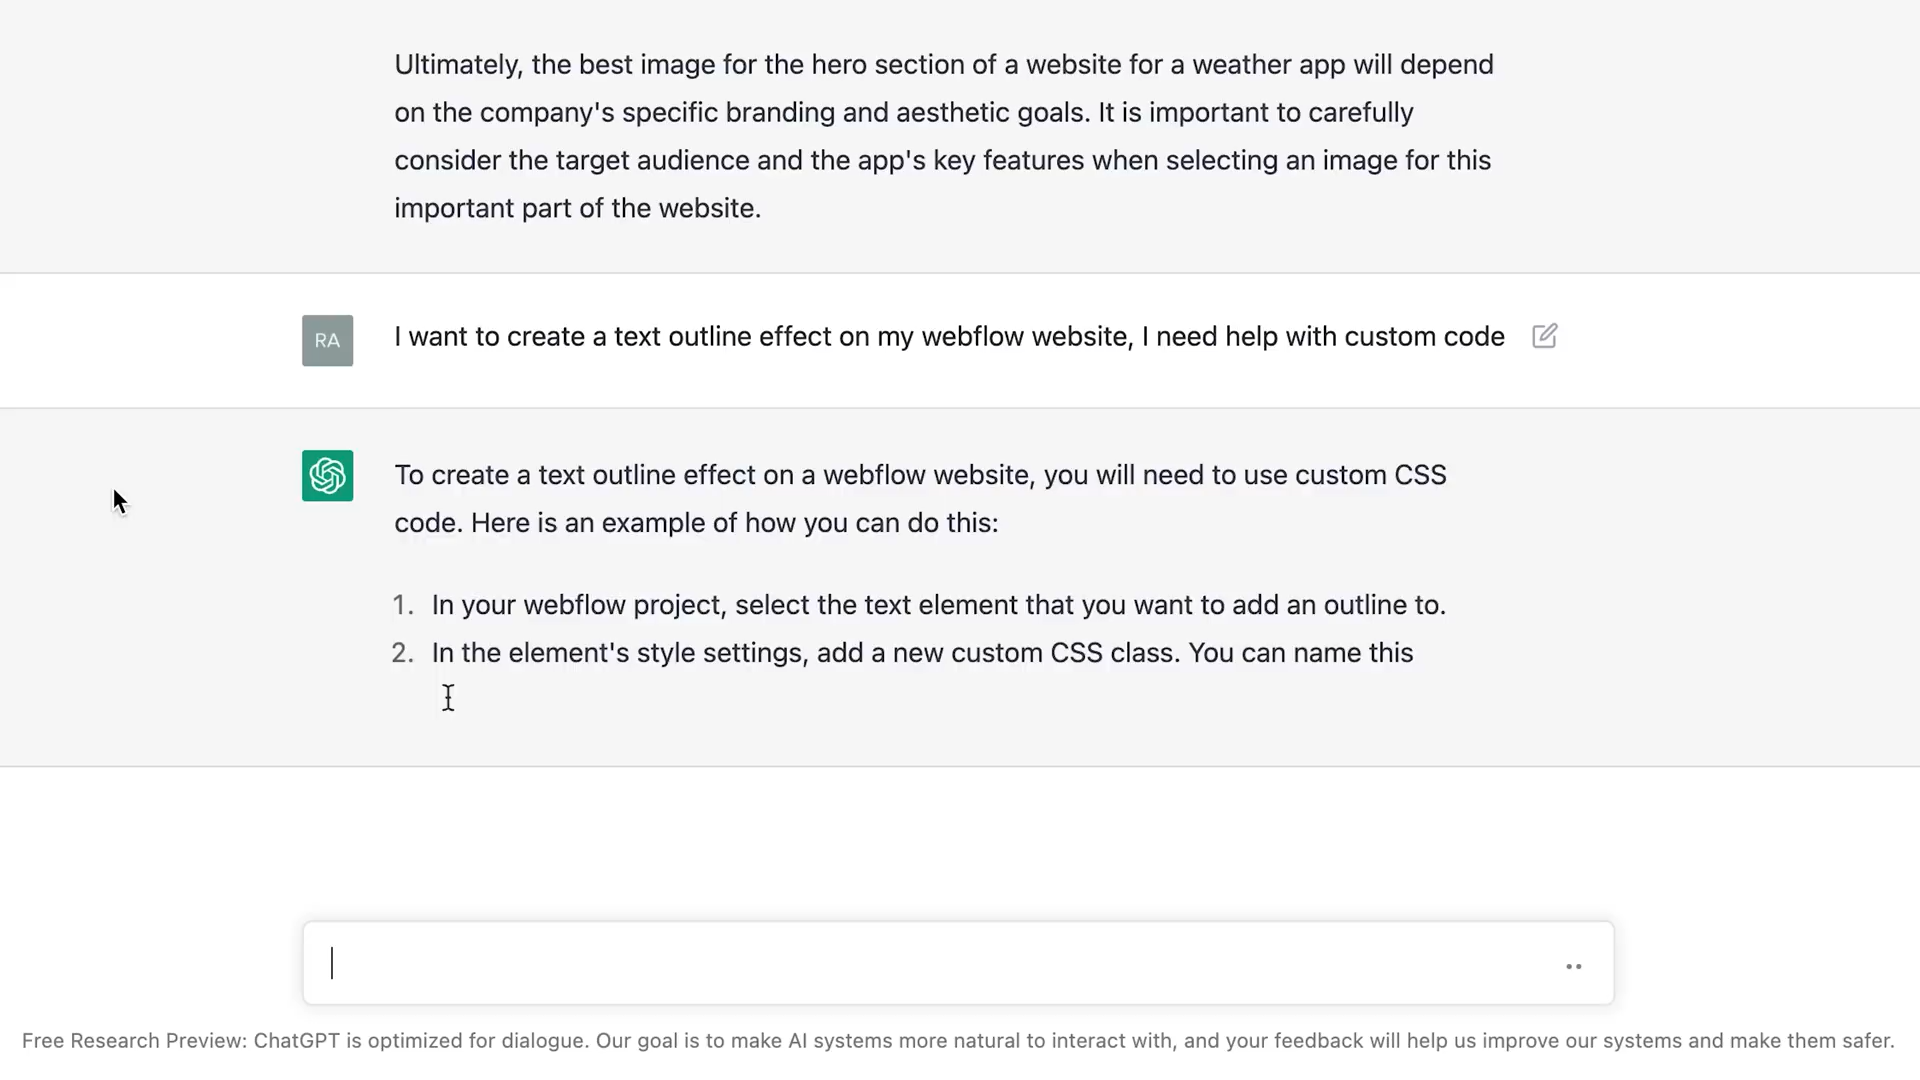 Ultimately, the best image for the hero section of a website for a weather app will depend
on the company's specific branding and aesthetic goals. It is important to carefully
consider the target audience and the app's key features when selecting an image for this
important part of the website.
RA
I want to create a text outline effect on my webflow website, I need help with custom code
To create a text outline effect on a webflow website, you will need to use custom CSS
code. Here is an example of how you can do this:
1. In your webflow project, select the text element that you want to add an outline to.
2. In the element's style settings, add a new custom CSS class. You can name this
Free Research Preview: ChatGPT is optimized for dialogue. Our goal is to make AI systems more natural to interact with, and your feedback will help us improve our systems and make them safer.